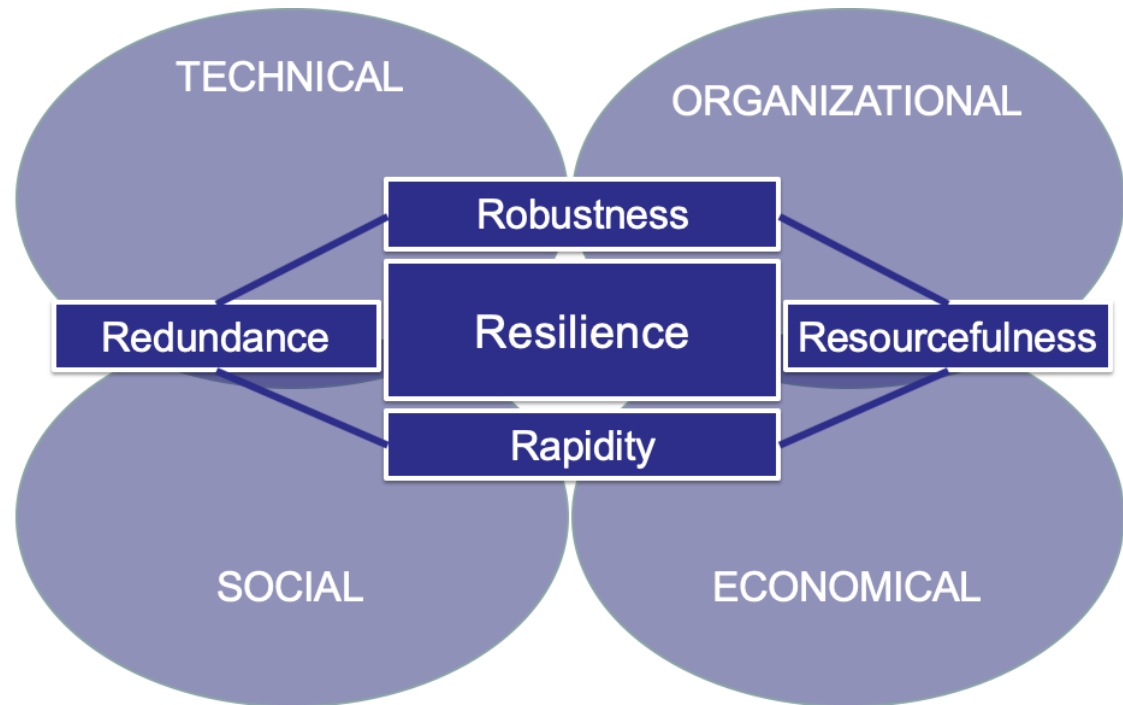 TECHNICAL
ORGANIZATIONAL
Robustness
Redundance
Resilience
Resourcefulness
Rapidity
SOCIAL
ECONOMICAL